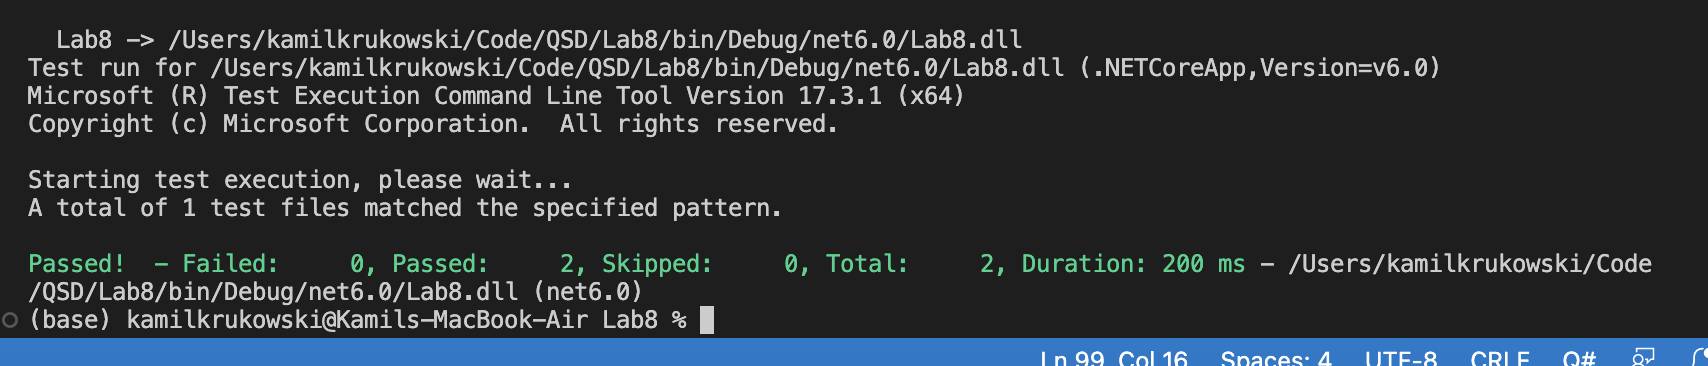 Lab8 -> /Users/kamilkrukowski/Code/QSD/Lab8/bin/Debug/net6.0/Lab8.dll
Test run for /Users/kamilkrukowski/Code/QSD/Lab8/bin/Debug/net6.0/Lab8.dll (.NETCoreApp,Version=v6.0)
Microsoft (R) Test Execution Command Line Tool Version 17.3.1 (x64)
Copyright (c) Microsoft Corporation.  All rights reserved.
Starting test execution, please wait...
A total of 1 test files matched the specified pattern.
Passed!  - Failed:     0, Passed:     2, Skipped:     0, Total:     2, Duration: 200 ms - /Users/kamilkrukowski/Code
/QSD/Lab8/bin/Debug/net6.0/Lab8.dll (net6.0)
(base) kamilkrukowski@Kamils-MacBook-Air Lab8 %
Ln 99, Col 16 Spaces: 4 UTF-8 CRLF Q#